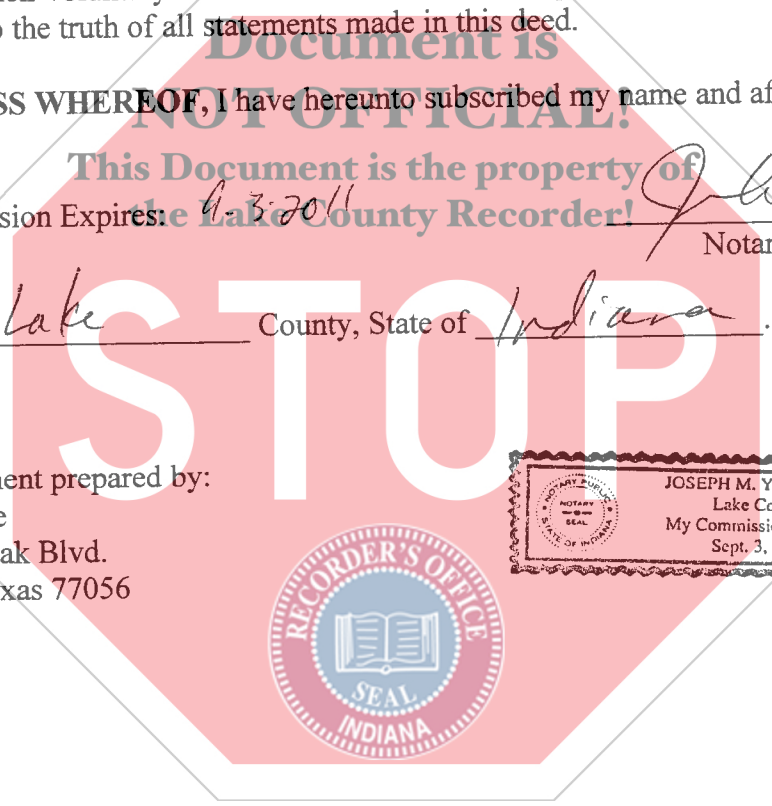 o the truth of all statements made in this deed.
Document is
SS WHEREOF, I have hereunto subscribed my name and af
NOT OFFICIAL!
This Document is the property of
sion Expires: 9-3-2011
the Lake County Recorder!
Notar
Lake County, State of Indiana.
STOP
ent prepared by:
e
ak Blvd.
xas 77056
JOSEPH M. Y
Lake Co
My Commissi
Sept. 3,
NOTARY PUBLIC
NOTARY
SEAL
STATE OF INDIANA
RECORDER'S OFFICE
SEAL
INDIANA